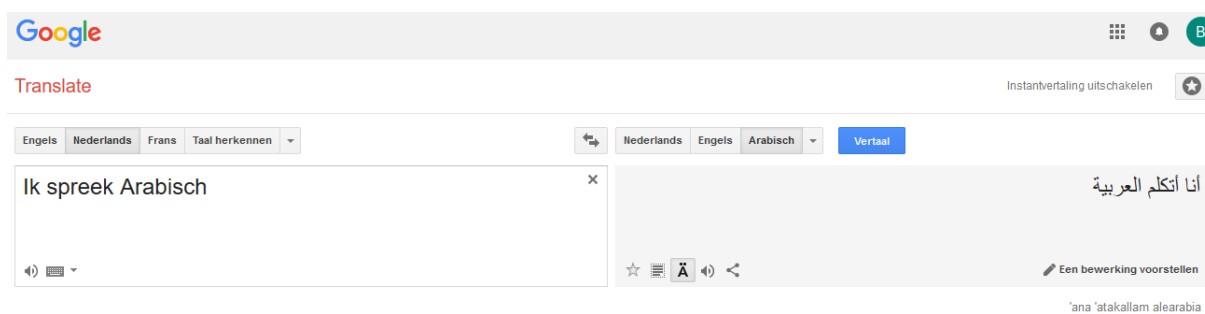 Google
B
Translate
Instantvertaling uitschakelen
Engels Nederlands Frans Taal herkennen
Nederlands Engels Arabisch Vertaal
Ik spreek Arabisch
أنا أتكلم العربية
Ä
Een bewerking voorstellen
'ana 'atakallam alearabia